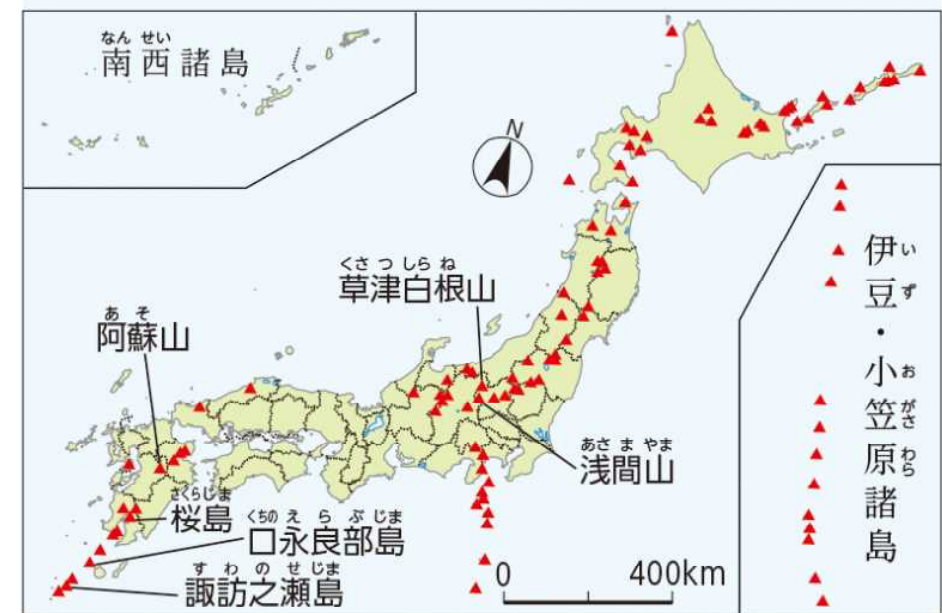 なん せい
南西諸島
N
くさ つ しら ね
草津白根山
あ そ
阿蘇山
い ず お がさ わら
伊豆・小笠原諸島
あさ ま やま
浅間山
さくらじま
桜島
くちの え ら ぶ じま
口永良部島
す わ の せ じま
諏訪之瀬島
0 400km